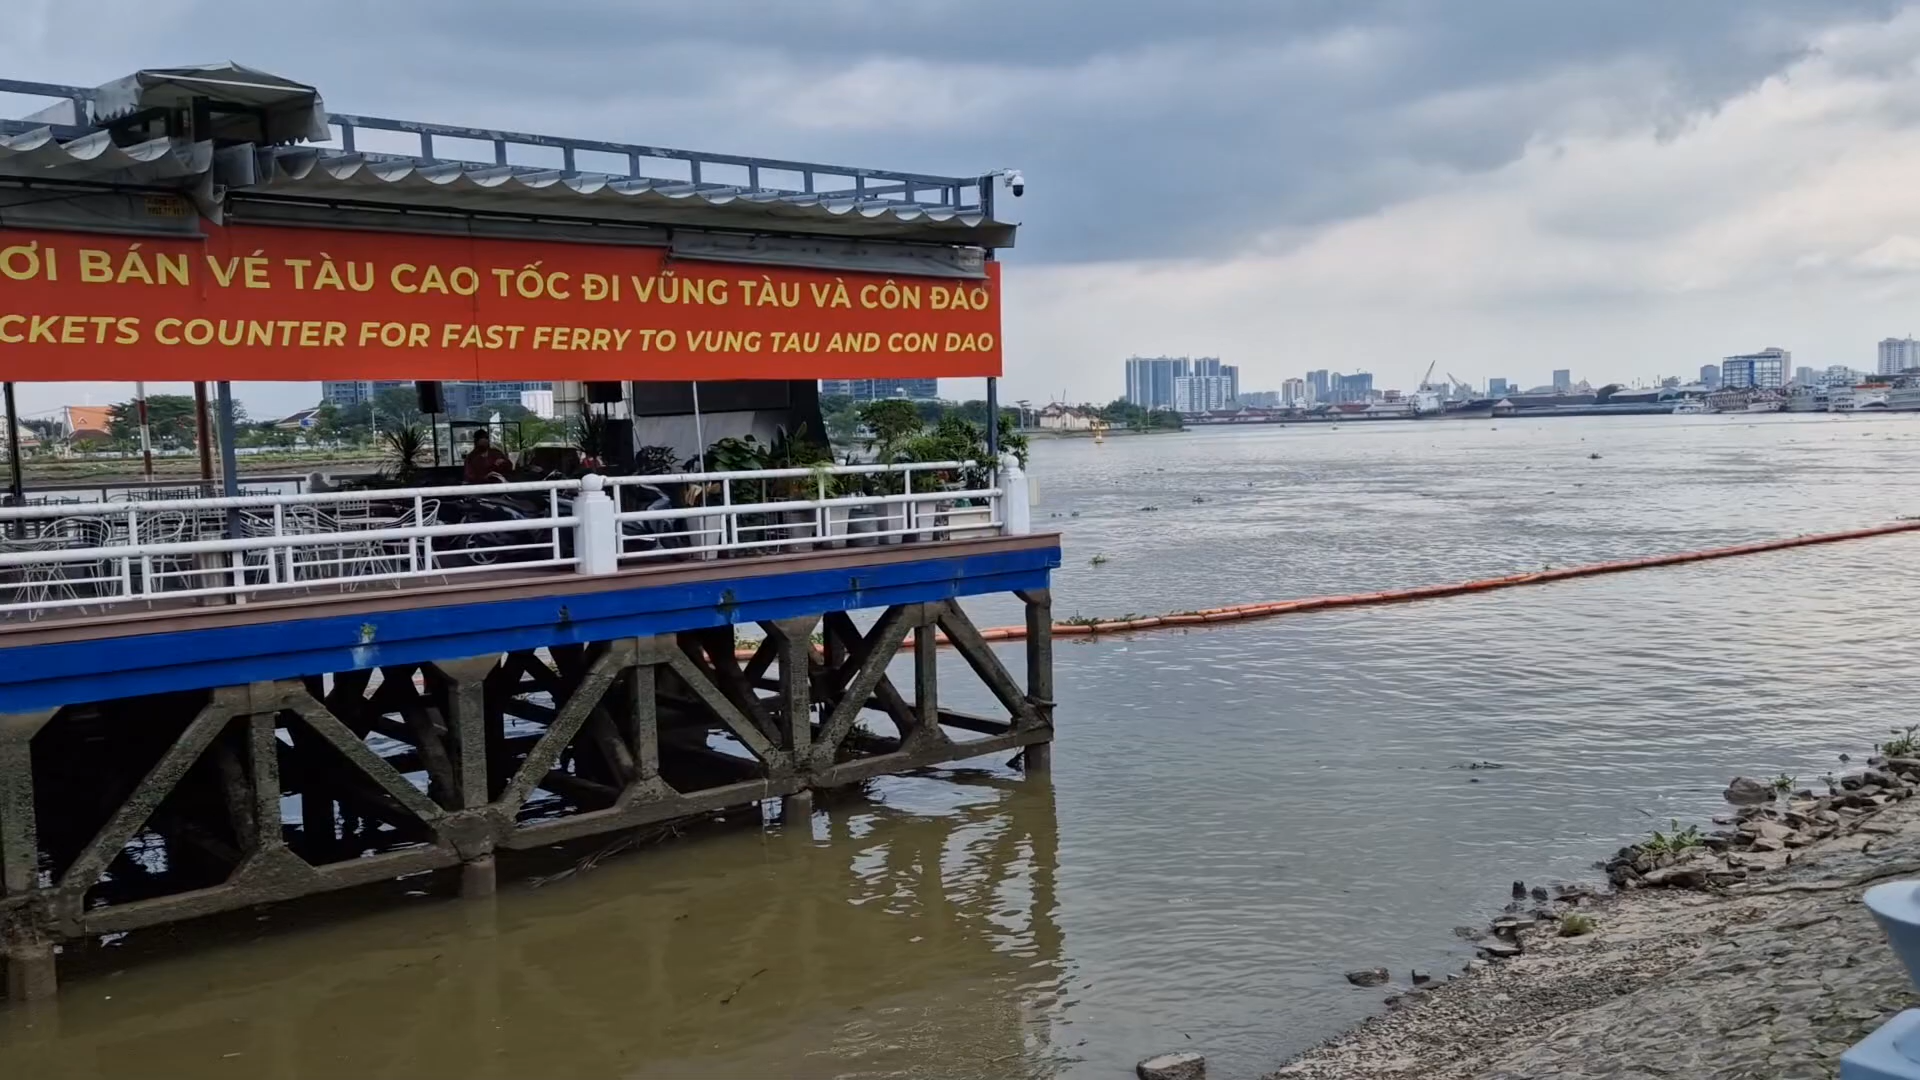 ƠI BÁN VÉ TÀU CAO TỐC ĐI VŨNG TÀU VÀ CÔN ĐẢO
CKETS COUNTER FOR FAST FERRY TO VUNG TAU AND CON DAO